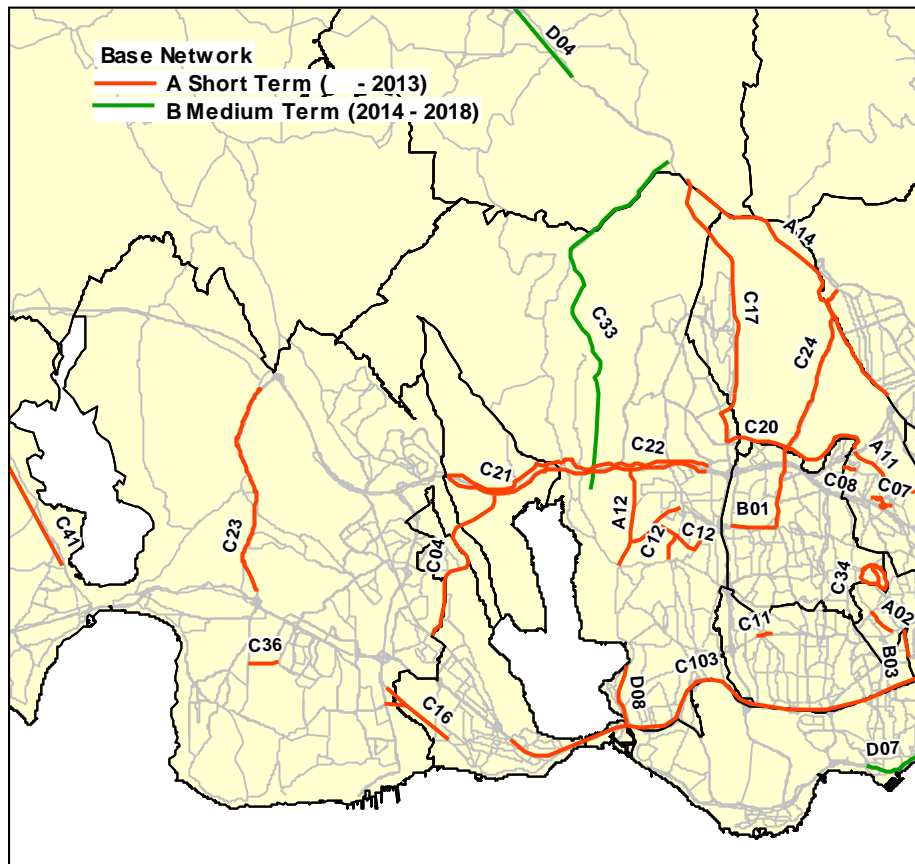 Base Network
A Short Term ( - 2013)
B Medium Term (2014 - 2018)
D04
A14
C17
C33
C24
C20
C22
C21
A11
C08
C07
B01
A12
C12
C12
C41
C23
C04
C34
A02
C11
B03
C36
C103
D08
C16
D07